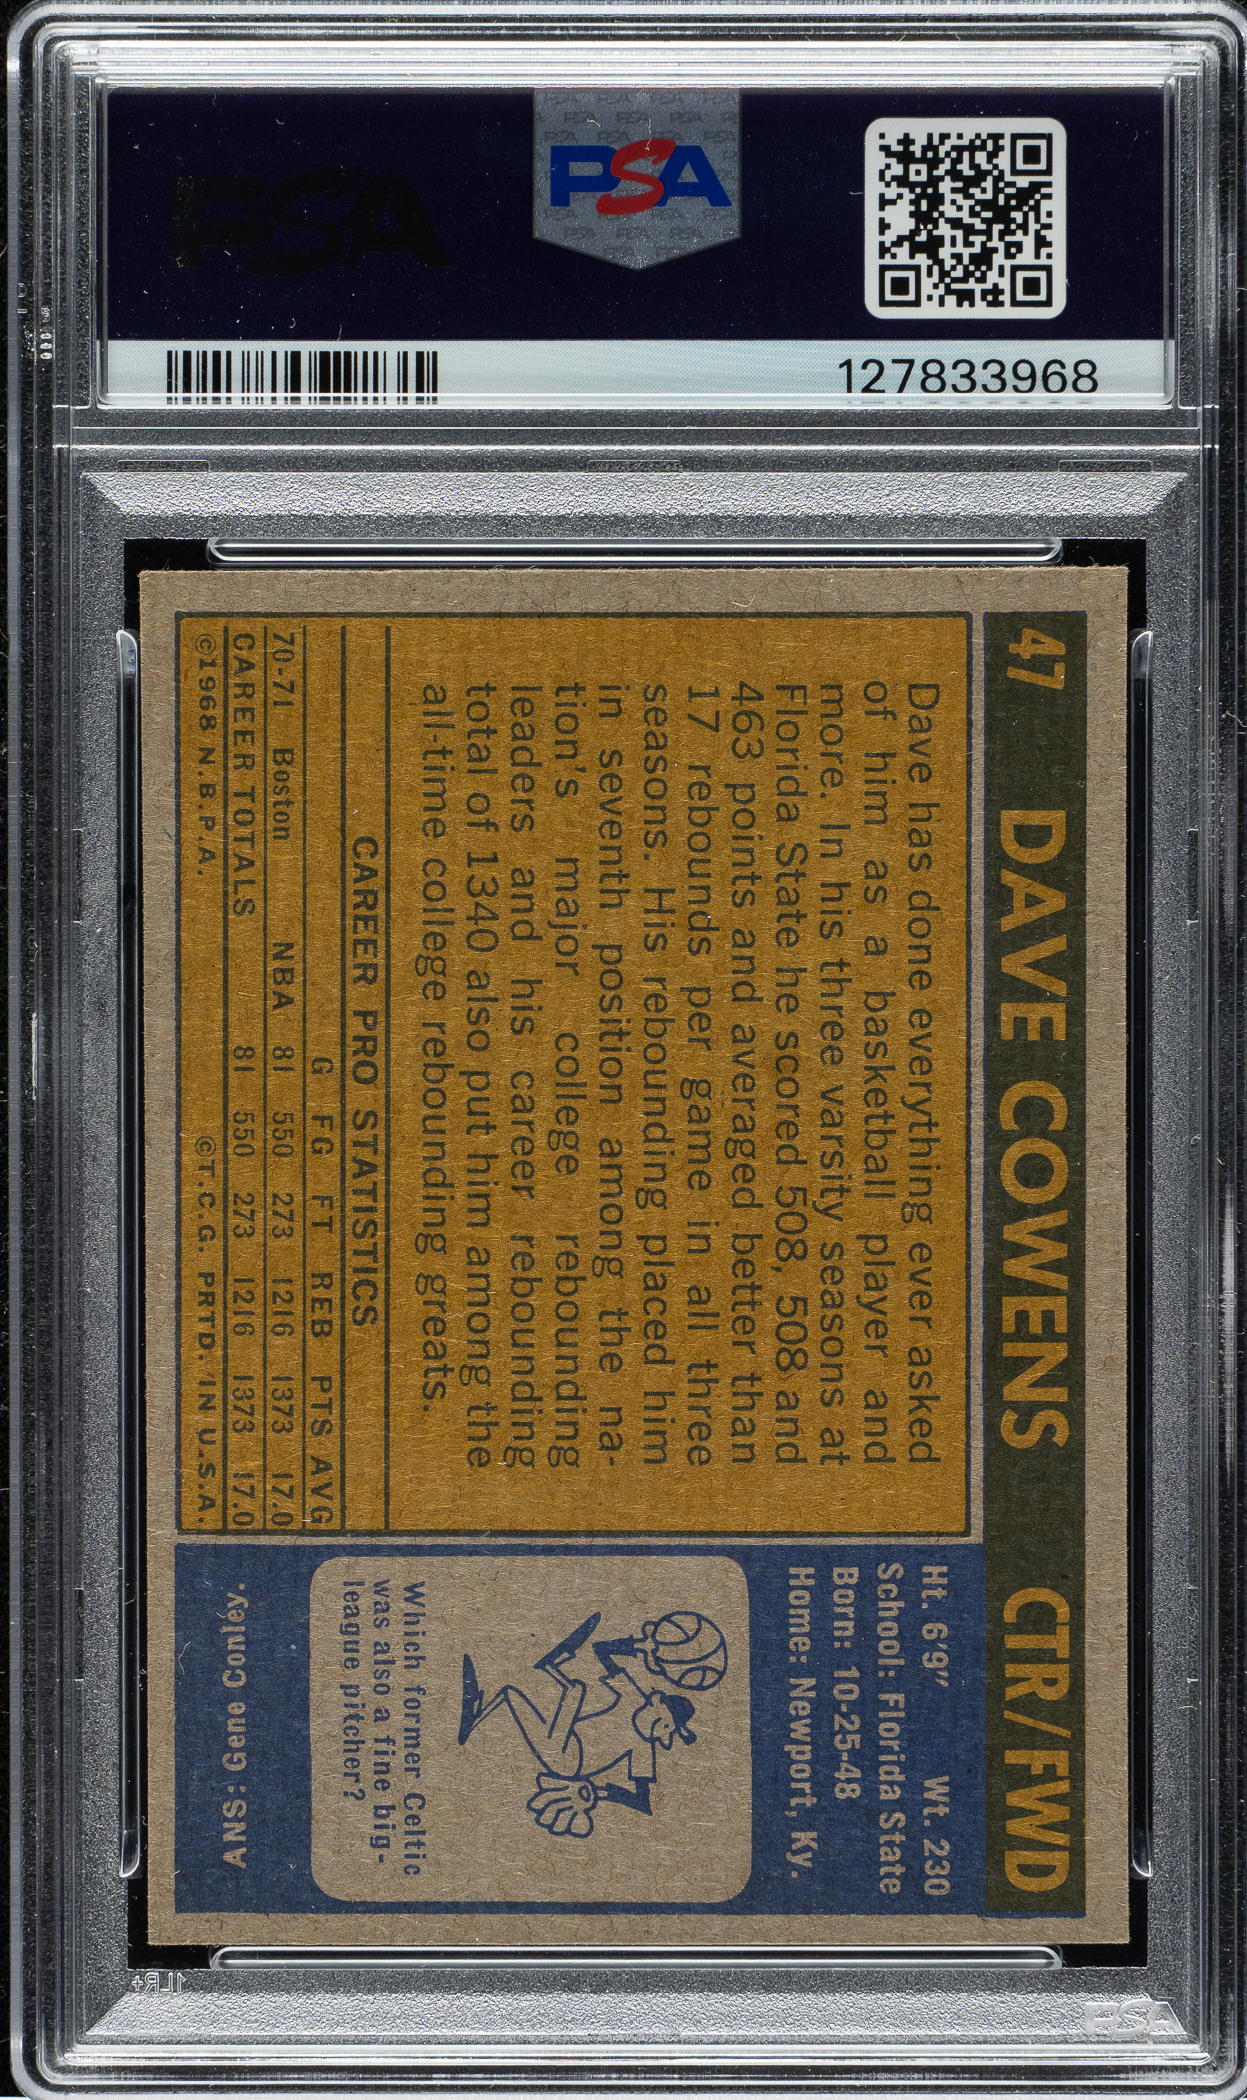 PSA
PSA
127833968
47 DAVE COWENS CTR/FWD
Dave has done everything ever asked
of him as a basketball player and
more. In his three varsity seasons at
Florida State he scored 508, 508 and
463 points and averaged better than
17 rebounds per game in all three
seasons. His rebounding placed him
in seventh position among the na-
tion's major college rebounding
leaders and his career rebounding
total of 1340 also put him among the
all-time college rebounding greats.
CAREER PRO STATISTICS
G FG FT REB PTS AVG
70-71 Boston NBA 81 550 273 1216 1373 17.0
CAREER TOTALS 81 550 273 1216 1373 17.0
©1968 N.B.P.A. ©T.C.G. PRTD. IN U.S.A.
Ht. 6'9" Wt. 230
School: Florida State
Born: 10-25-48
Home: Newport, Ky.
Which former Celtic
was also a fine big-
league pitcher?
ANS: Gene Conley.
1LR+
PSA